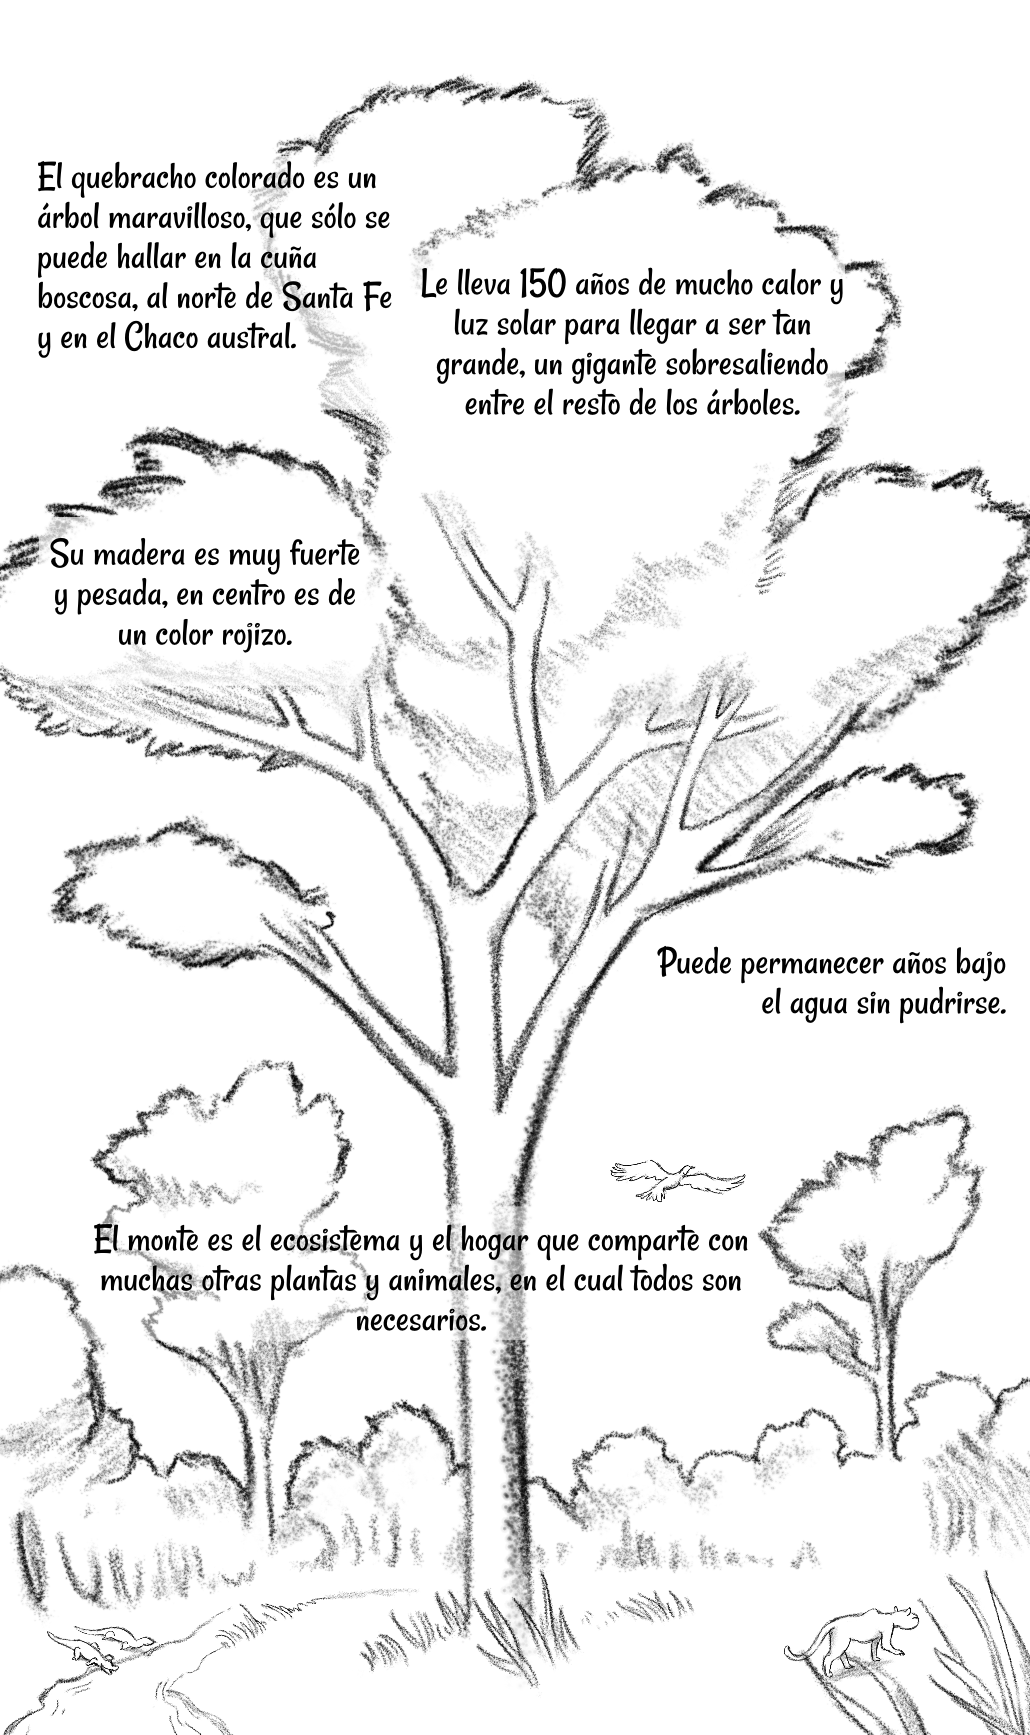 El quebracho colorado es un
árbol maravilloso, que sólo se
puede hallar en la cuña
boscosa, al norte de Santa Fe
y en el Chaco austral.
Le lleva 150 años de mucho calor y
luz solar para llegar a ser tan
grande, un gigante sobresaliendo
entre el resto de los árboles.
Su madera es muy fuerte
y pesada, en centro es de
un color rojizo.
Puede permanecer años bajo
el agua sin pudrirse.
El monte es el ecosistema y el hogar que comparte con
muchas otras plantas y animales, en el cual todos son
necesarios.